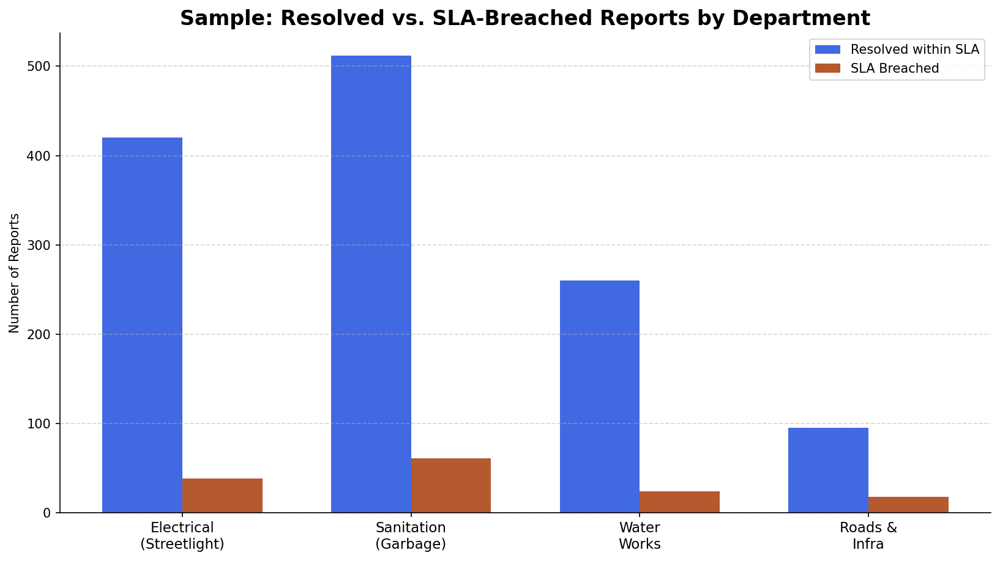 Sample: Resolved vs. SLA-Breached Reports by Department
Resolved within SLA
SLA Breached
Number of Reports
500
400
300
200
100
0
Electrical
(Streetlight)
Sanitation
(Garbage)
Water
Works
Roads &
Infra